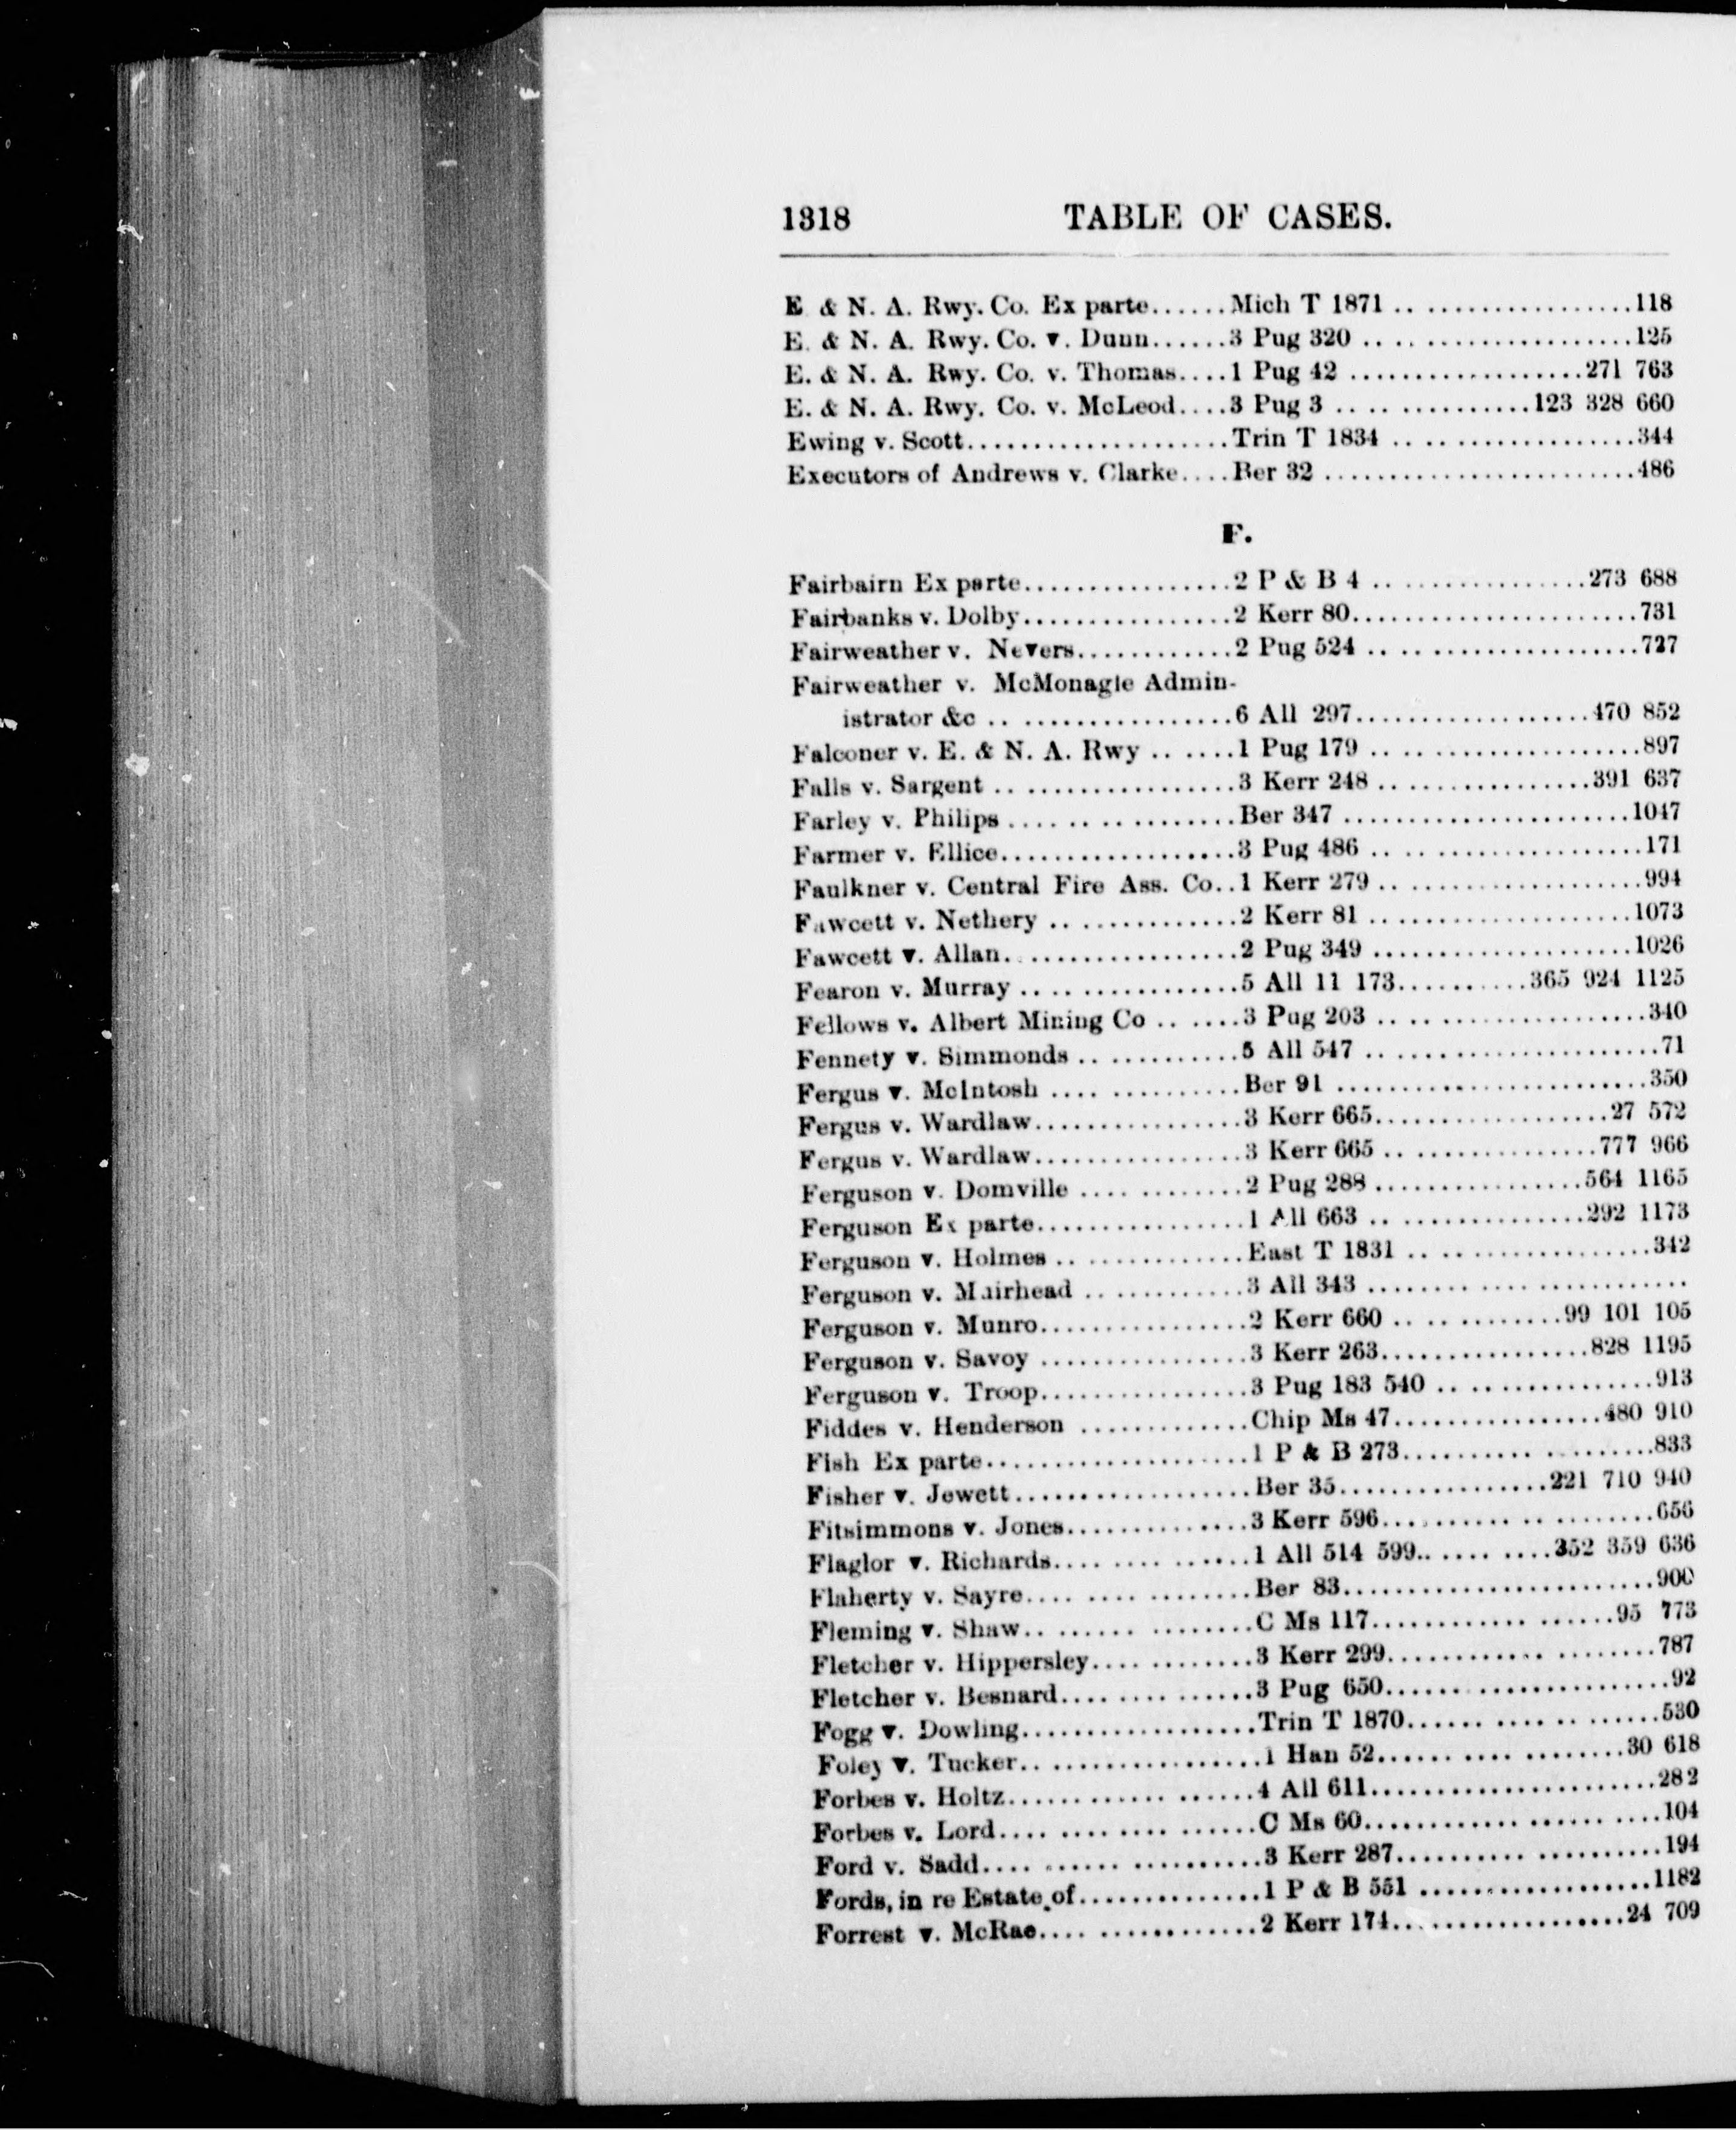 1318 TABLE OF CASES.
E & N. A. Rwy. Co. Ex parte......Mich T 1871 .. ..................118
E. & N. A. Rwy. Co. v. Dunn......3 Pug 320 .... ..................125
E. & N. A. Rwy. Co. v. Thomas....1 Pug 42 ..................271 763
E. & N. A. Rwy. Co. v. McLeod....3 Pug 3 .. ...............123 328 660
Ewing v. Scott....................Trin T 1834 .. ..................344
Executors of Andrews v. Clarke....Ber 32 ........................486
F.
Fairbairn Ex parte................2 P & B 4 .. ................273 688
Fairbanks v. Dolby................2 Kerr 80......................731
Fairweather v. Nevers............2 Pug 524 .. ....................727
Fairweather v. McMonagle Admin-
istrator &c .. ................6 All 297..................470 852
Falconer v. E. & N. A. Rwy .. ......1 Pug 179 .. ....................897
Falls v. Sargent .. ..................3 Kerr 248 .. ................391 637
Farley v. Philips .... .. .. ........Ber 347 ......................1047
Farmer v. Ellice..................3 Pug 486 .. ....................171
Faulkner v. Central Fire Ass. Co..1 Kerr 279 .. ....................994
Fawcett v. Nethery .. ..............2 Kerr 81 ....................1073
Fawcett v. Allan. ................2 Pug 349 ....................1026
Fearon v. Murray .... ..............5 All 11 173..........365 924 1125
Fellows v. Albert Mining Co .. ......3 Pug 203 .. ....................340
Fennety v. Simmonds .. ............5 All 547 .. ......................71
Fergus v. McIntosh .... ............Ber 91 ........................350
Fergus v. Wardlaw................3 Kerr 665..................27 572
Fergus v. Wardlaw................3 Kerr 665 .. ................777 966
Ferguson v. Domville .... ..........2 Pug 288 ................564 1165
Ferguson Ex parte................1 All 663 .. ................292 1173
Ferguson v. Holmes .. ..............East T 1831 .. .. ................342
Ferguson v. Muirhead .. ............3 All 343 ........ .... ............
Ferguson v. Munro................2 Kerr 660 .. .. ..........99 101 105
Ferguson v. Savoy ................3 Kerr 263................828 1195
Ferguson v. Troop................3 Pug 183 540 .. .. ..............913
Fiddes v. Henderson ..............Chip Ms 47................480 910
Fish Ex parte....................1 P & B 273.......... ..........833
Fisher v. Jewett..................Ber 35................221 710 940
Fitsimmons v. Jones..............3 Kerr 596.......... .. ..........656
Flaglor v. Richards.... .... ......1 All 514 599.. .... ....352 359 636
Flaherty v. Sayre.... .... ........Ber 83........................900
Fleming v. Shaw.. ...... ........C Ms 117............ ......95 773
Fletcher v. Hippersley.... ........3 Kerr 299............ ........787
Fletcher v. Besnard.... .... ......3 Pug 650...... ................92
Fogg v. Dowling..................Trin T 1870...... .... .. ......530
Foley v. Tucker.. ................1 Han 52...... .... ........30 618
Forbes v. Holtz............ ......4 All 611......................282
Forbes v. Lord.... .... .... ......C Ms 60............ ...... ....104
Ford v. Sadd.... ...... ..........3 Kerr 287.......... ..........194
Fords, in re Estate of..............1 P & B 551 ..................1182
Forrest v. McRae.... ............2 Kerr 174..................24 709